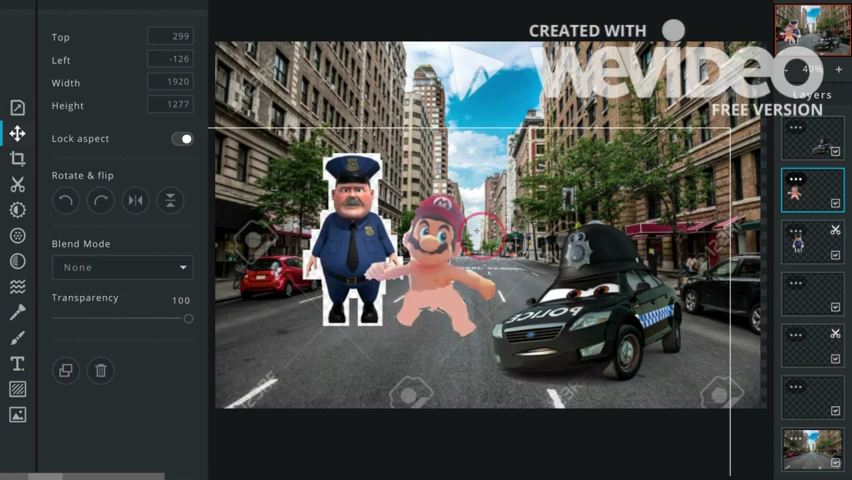 CREATED WITH
WeVideo
FREE VERSION
Top 299
Left -126
Width 1920
Height 1277
Lock aspect
Rotate & flip
Blend Mode
None
Transparency 100
- 40% +
Layers
M
POLICE
123RF